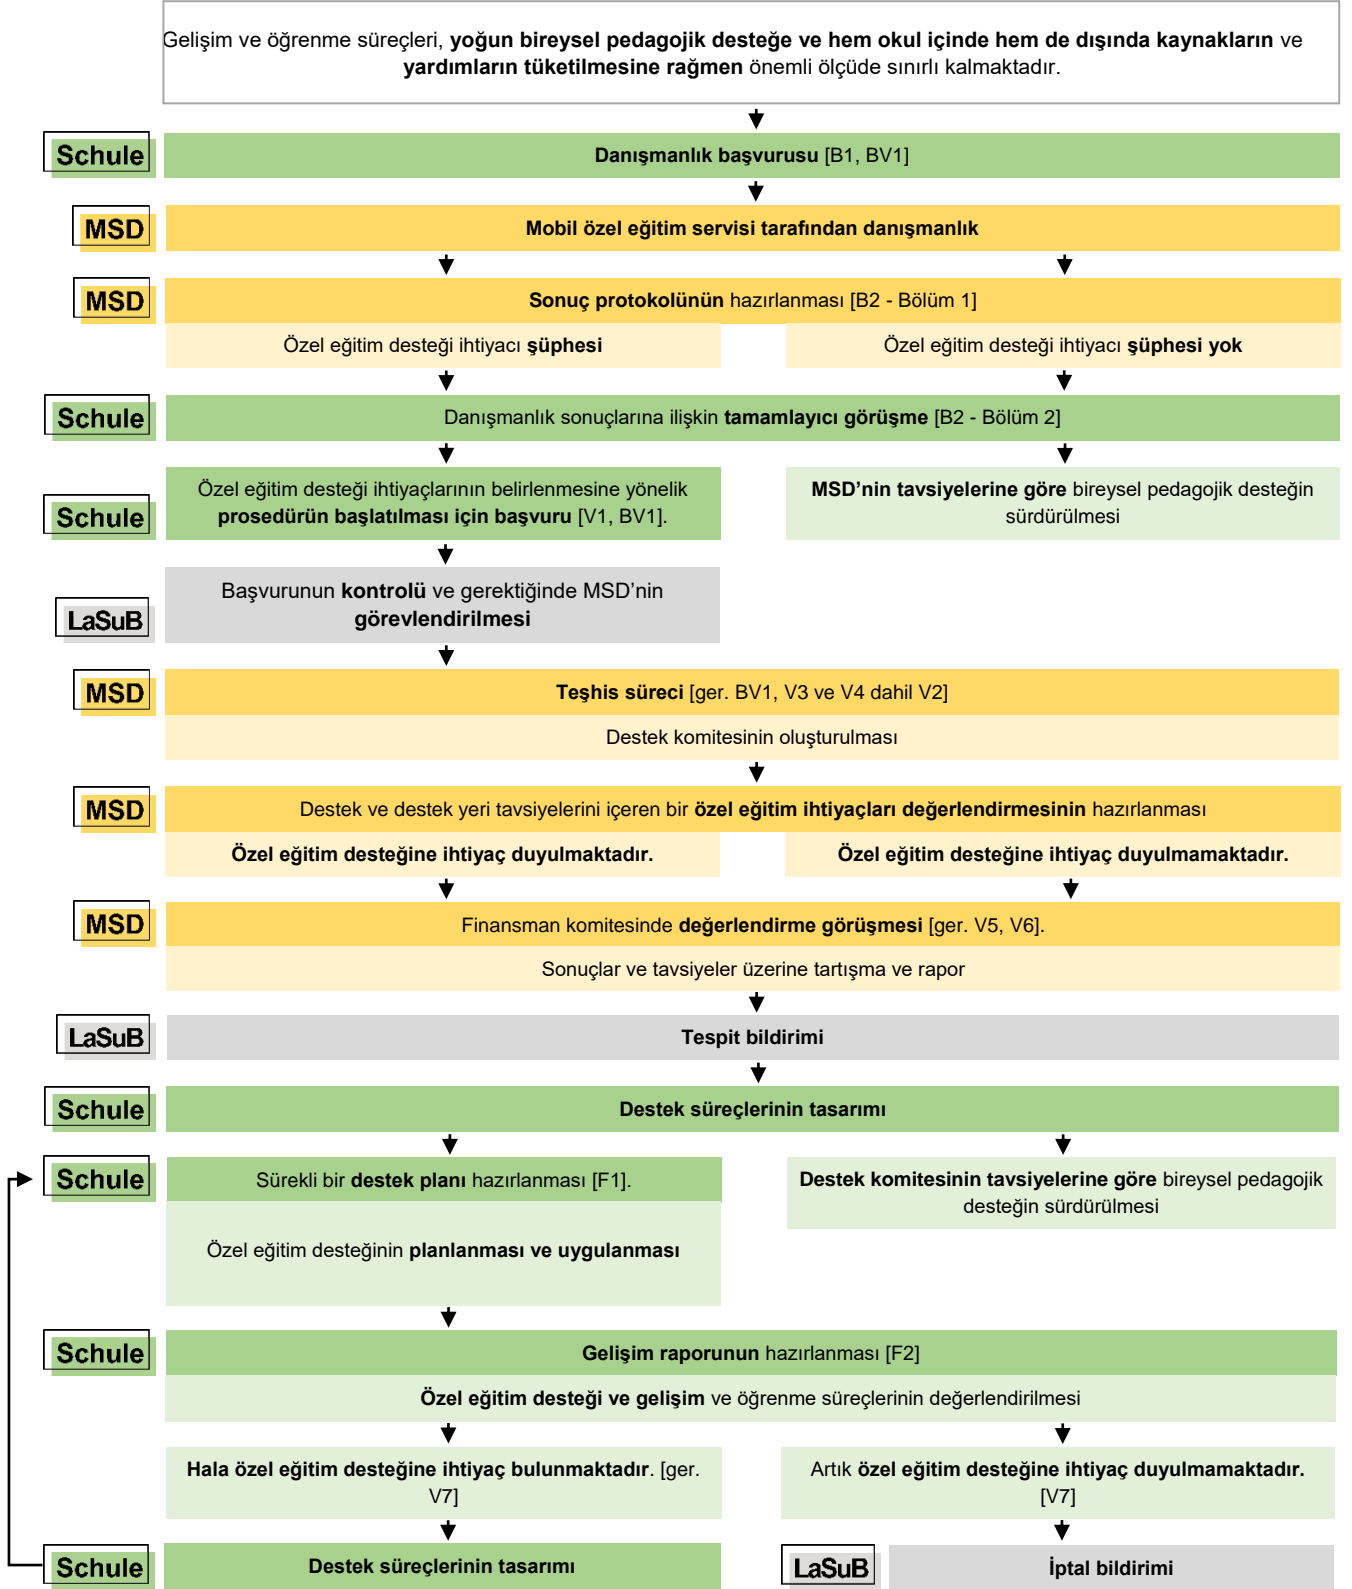 Gelişim ve öğrenme süreçleri, yoğun bireysel pedagojik desteğe ve hem okul içinde hem de dışında kaynakların ve
yardımların tüketilmesine rağmen önemli ölçüde sınırlı kalmaktadır.
Schule
Danışmanlık başvurusu [B1, BV1]
MSD
Mobil özel eğitim servisi tarafından danışmanlık
MSD
Sonuç protokolünün hazırlanması [B2 - Bölüm 1]
Özel eğitim desteği ihtiyacı şüphesi
Özel eğitim desteği ihtiyacı şüphesi yok
Schule
Danışmanlık sonuçlarına ilişkin tamamlayıcı görüşme [B2 - Bölüm 2]
Schule
Özel eğitim desteği ihtiyaçlarının belirlenmesine yönelik
prosedürün başlatılması için başvuru [V1, BV1].
MSD’nin tavsiyelerine göre bireysel pedagojik desteğin
sürdürülmesi
LaSuB
Başvurunun kontrolü ve gerektiğinde MSD’nin
görevlendirilmesi
MSD
Teşhis süreci [ger. BV1, V3 ve V4 dahil V2]
Destek komitesinin oluşturulması
MSD
Destek ve destek yeri tavsiyelerini içeren bir özel eğitim ihtiyaçları değerlendirmesinin hazırlanması
Özel eğitim desteğine ihtiyaç duyulmaktadır.
Özel eğitim desteğine ihtiyaç duyulmamaktadır.
MSD
Finansman komitesinde değerlendirme görüşmesi [ger. V5, V6].
Sonuçlar ve tavsiyeler üzerine tartışma ve rapor
LaSuB
Tespit bildirimi
Schule
Destek süreçlerinin tasarımı
Schule
Sürekli bir destek planı hazırlanması [F1].
Özel eğitim desteğinin planlanması ve uygulanması
Destek komitesinin tavsiyelerine göre bireysel pedagojik
desteğin sürdürülmesi
Schule
Gelişim raporunun hazırlanması [F2]
Özel eğitim desteği ve gelişim ve öğrenme süreçlerinin değerlendirilmesi
Hala özel eğitim desteğine ihtiyaç bulunmaktadır. [ger.
V7]
Artık özel eğitim desteğine ihtiyaç duyulmamaktadır.
[V7]
Schule
Destek süreçlerinin tasarımı
LaSuB
İptal bildirimi